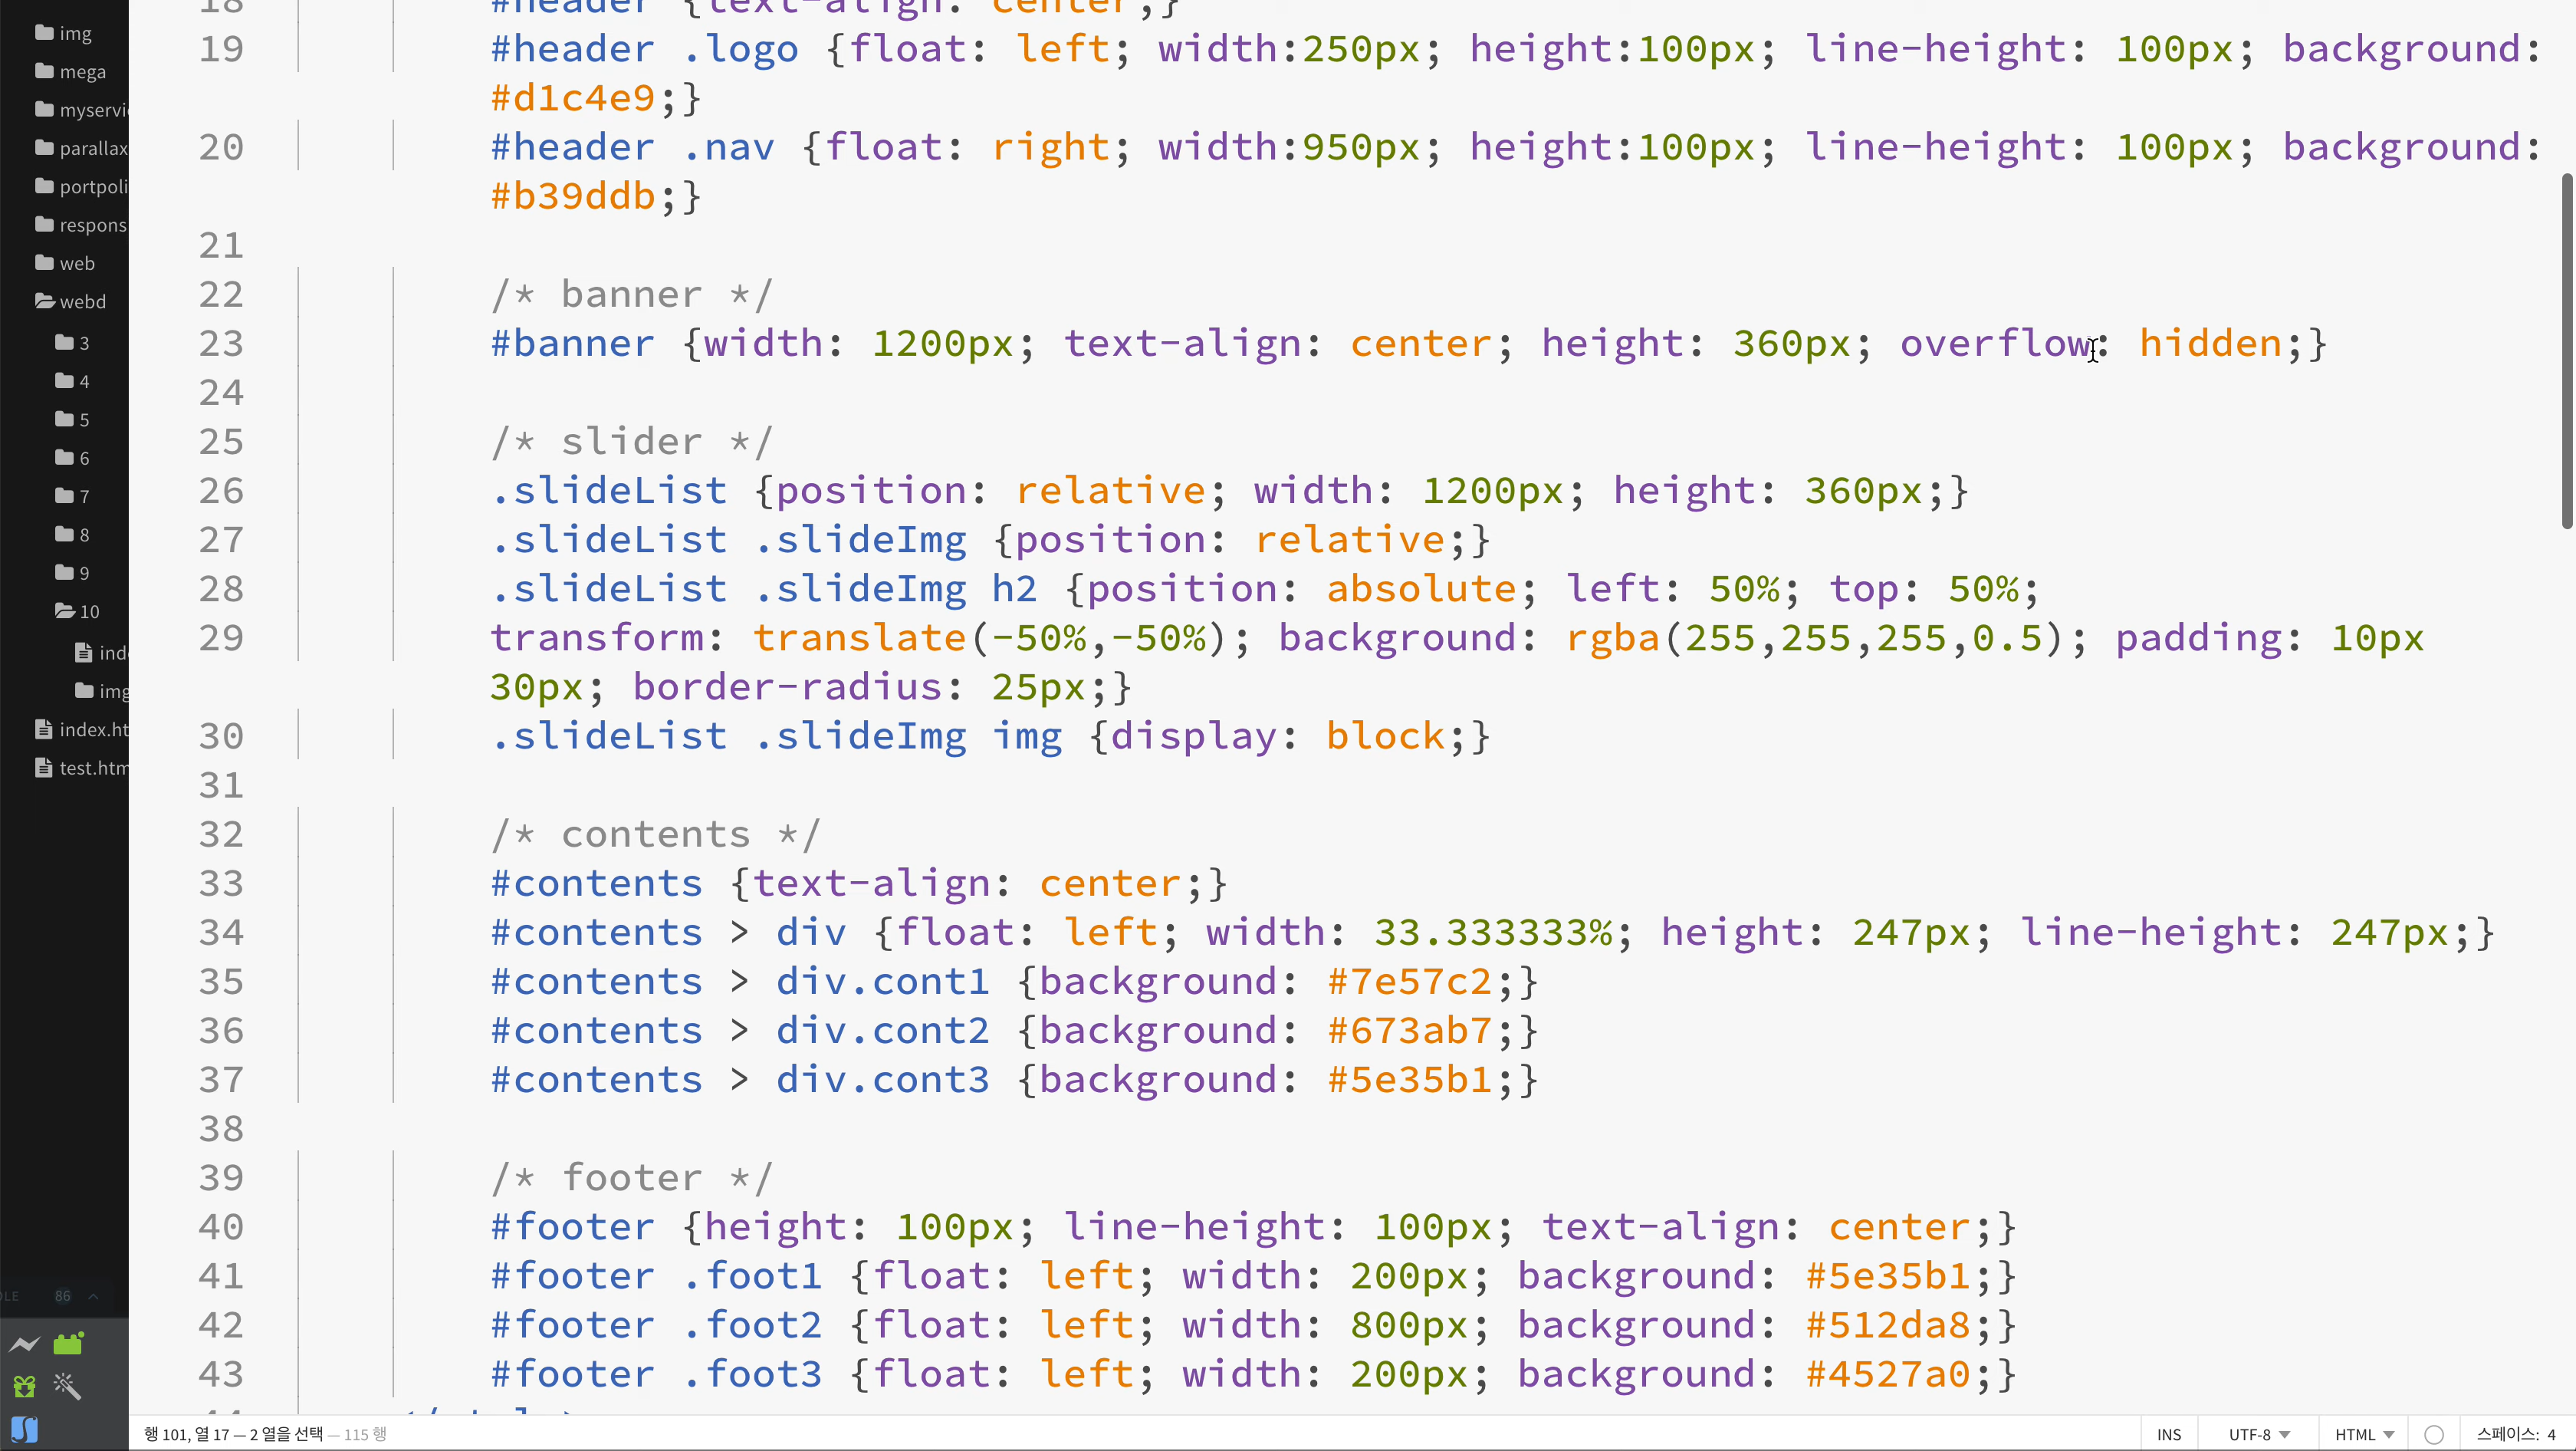 img
mega
myservi
parallax
portpoli
respons
web
webd
3
4
5
6
7
8
9
10
ind
img
index.ht
test.htm
OLE 86
18 #header {text-align: center;}
19 #header .logo {float: left; width:250px; height:100px; line-height: 100px; background:
#d1c4e9;}
20 #header .nav {float: right; width:950px; height:100px; line-height: 100px; background:
#b39ddb;}
21
22 /* banner */
23 #banner {width: 1200px; text-align: center; height: 360px; overflow: hidden;}
24
25 /* slider */
26 .slideList {position: relative; width: 1200px; height: 360px;}
27 .slideList .slideImg {position: relative;}
28 .slideList .slideImg h2 {position: absolute; left: 50%; top: 50%;
29 transform: translate(-50%,-50%); background: rgba(255,255,255,0.5); padding: 10px
30px; border-radius: 25px;}
30 .slideList .slideImg img {display: block;}
31
32 /* contents */
33 #contents {text-align: center;}
34 #contents > div {float: left; width: 33.333333%; height: 247px; line-height: 247px;}
35 #contents > div.cont1 {background: #7e57c2;}
36 #contents > div.cont2 {background: #673ab7;}
37 #contents > div.cont3 {background: #5e35b1;}
38
39 /* footer */
40 #footer {height: 100px; line-height: 100px; text-align: center;}
41 #footer .foot1 {float: left; width: 200px; background: #5e35b1;}
42 #footer .foot2 {float: left; width: 800px; background: #512da8;}
43 #footer .foot3 {float: left; width: 200px; background: #4527a0;}
44 </style>
행 101, 열 17 — 2 열을 선택 — 115 행
INS UTF-8 HTML 스페이스: 4